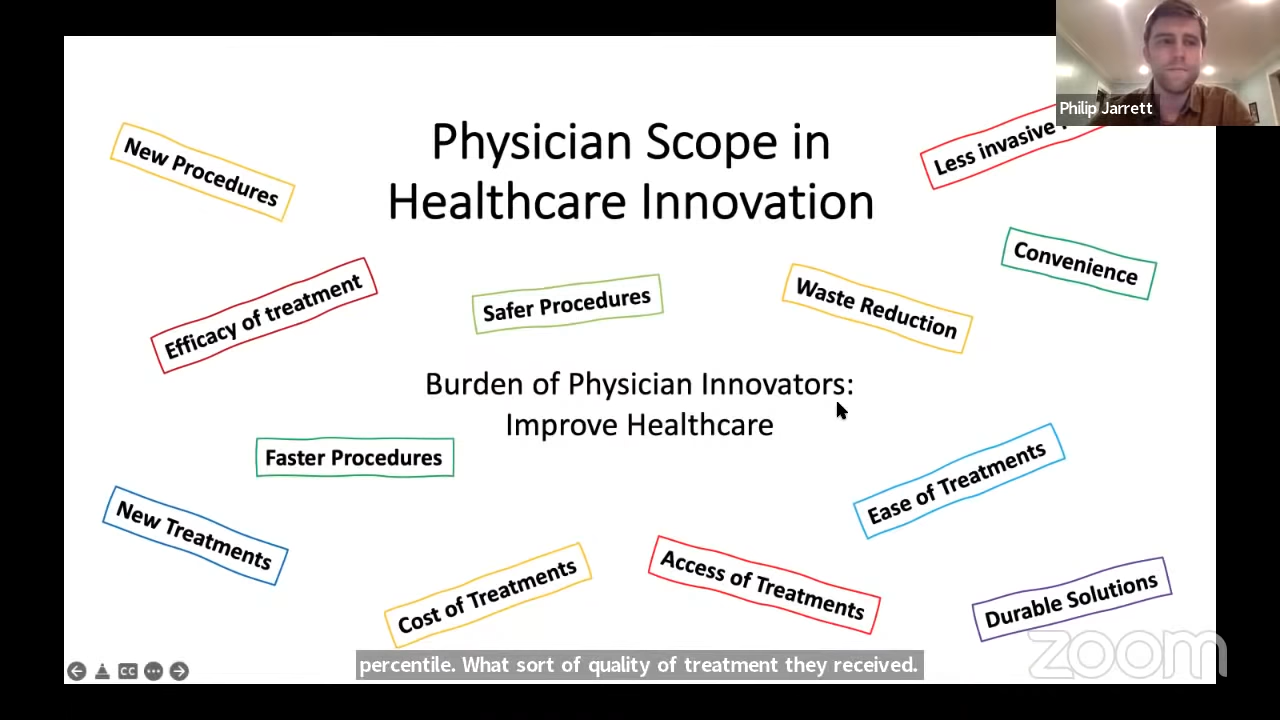 Philip Jarrett
Physician Scope in
Healthcare Innovation
New Procedures
Less invasive
Convenience
Efficacy of treatment
Safer Procedures
Waste Reduction
Burden of Physician Innovators:
Improve Healthcare
Faster Procedures
Ease of Treatments
New Treatments
Cost of Treatments
Access of Treatments
Durable Solutions
zoom
CC
percentile. What sort of quality of treatment they received.